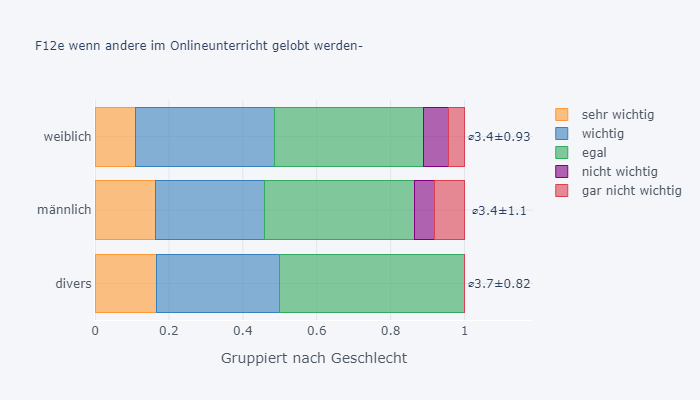 F12e wenn andere im Onlineunterricht gelobt werden-
weiblich
⌀3.4±0.93
männlich
⌀3.4±1.1
divers
⌀3.7±0.82
0 0.2 0.4 0.6 0.8 1
Gruppiert nach Geschlecht
sehr wichtig
wichtig
egal
nicht wichtig
gar nicht wichtig